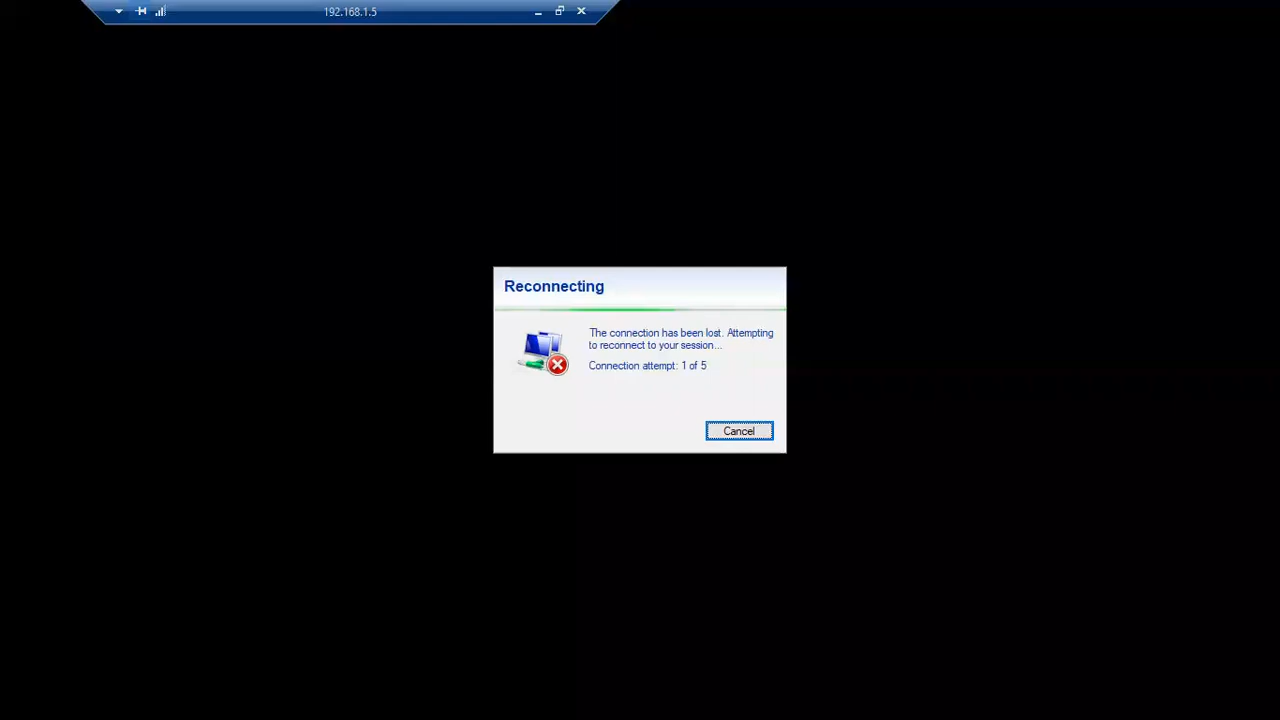 192.168.1.5
Reconnecting
The connection has been lost. Attempting
to reconnect to your session...
Connection attempt: 1 of 5
Cancel